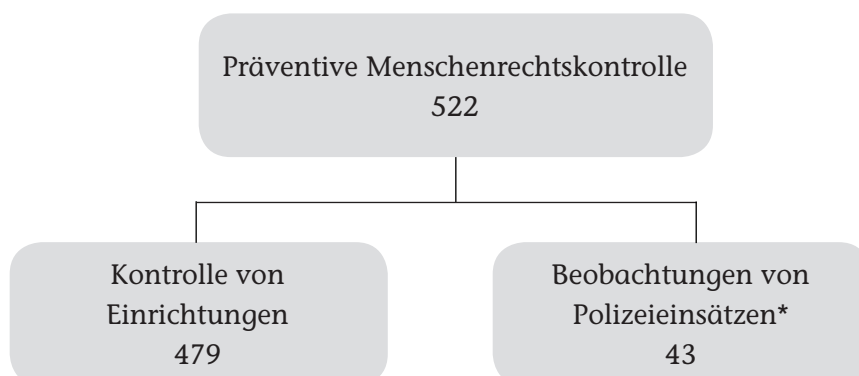 Präventive Menschenrechtskontrolle
522
Kontrolle von
Einrichtungen
479
Beobachtungen von
Polizeieinsätzen*
43